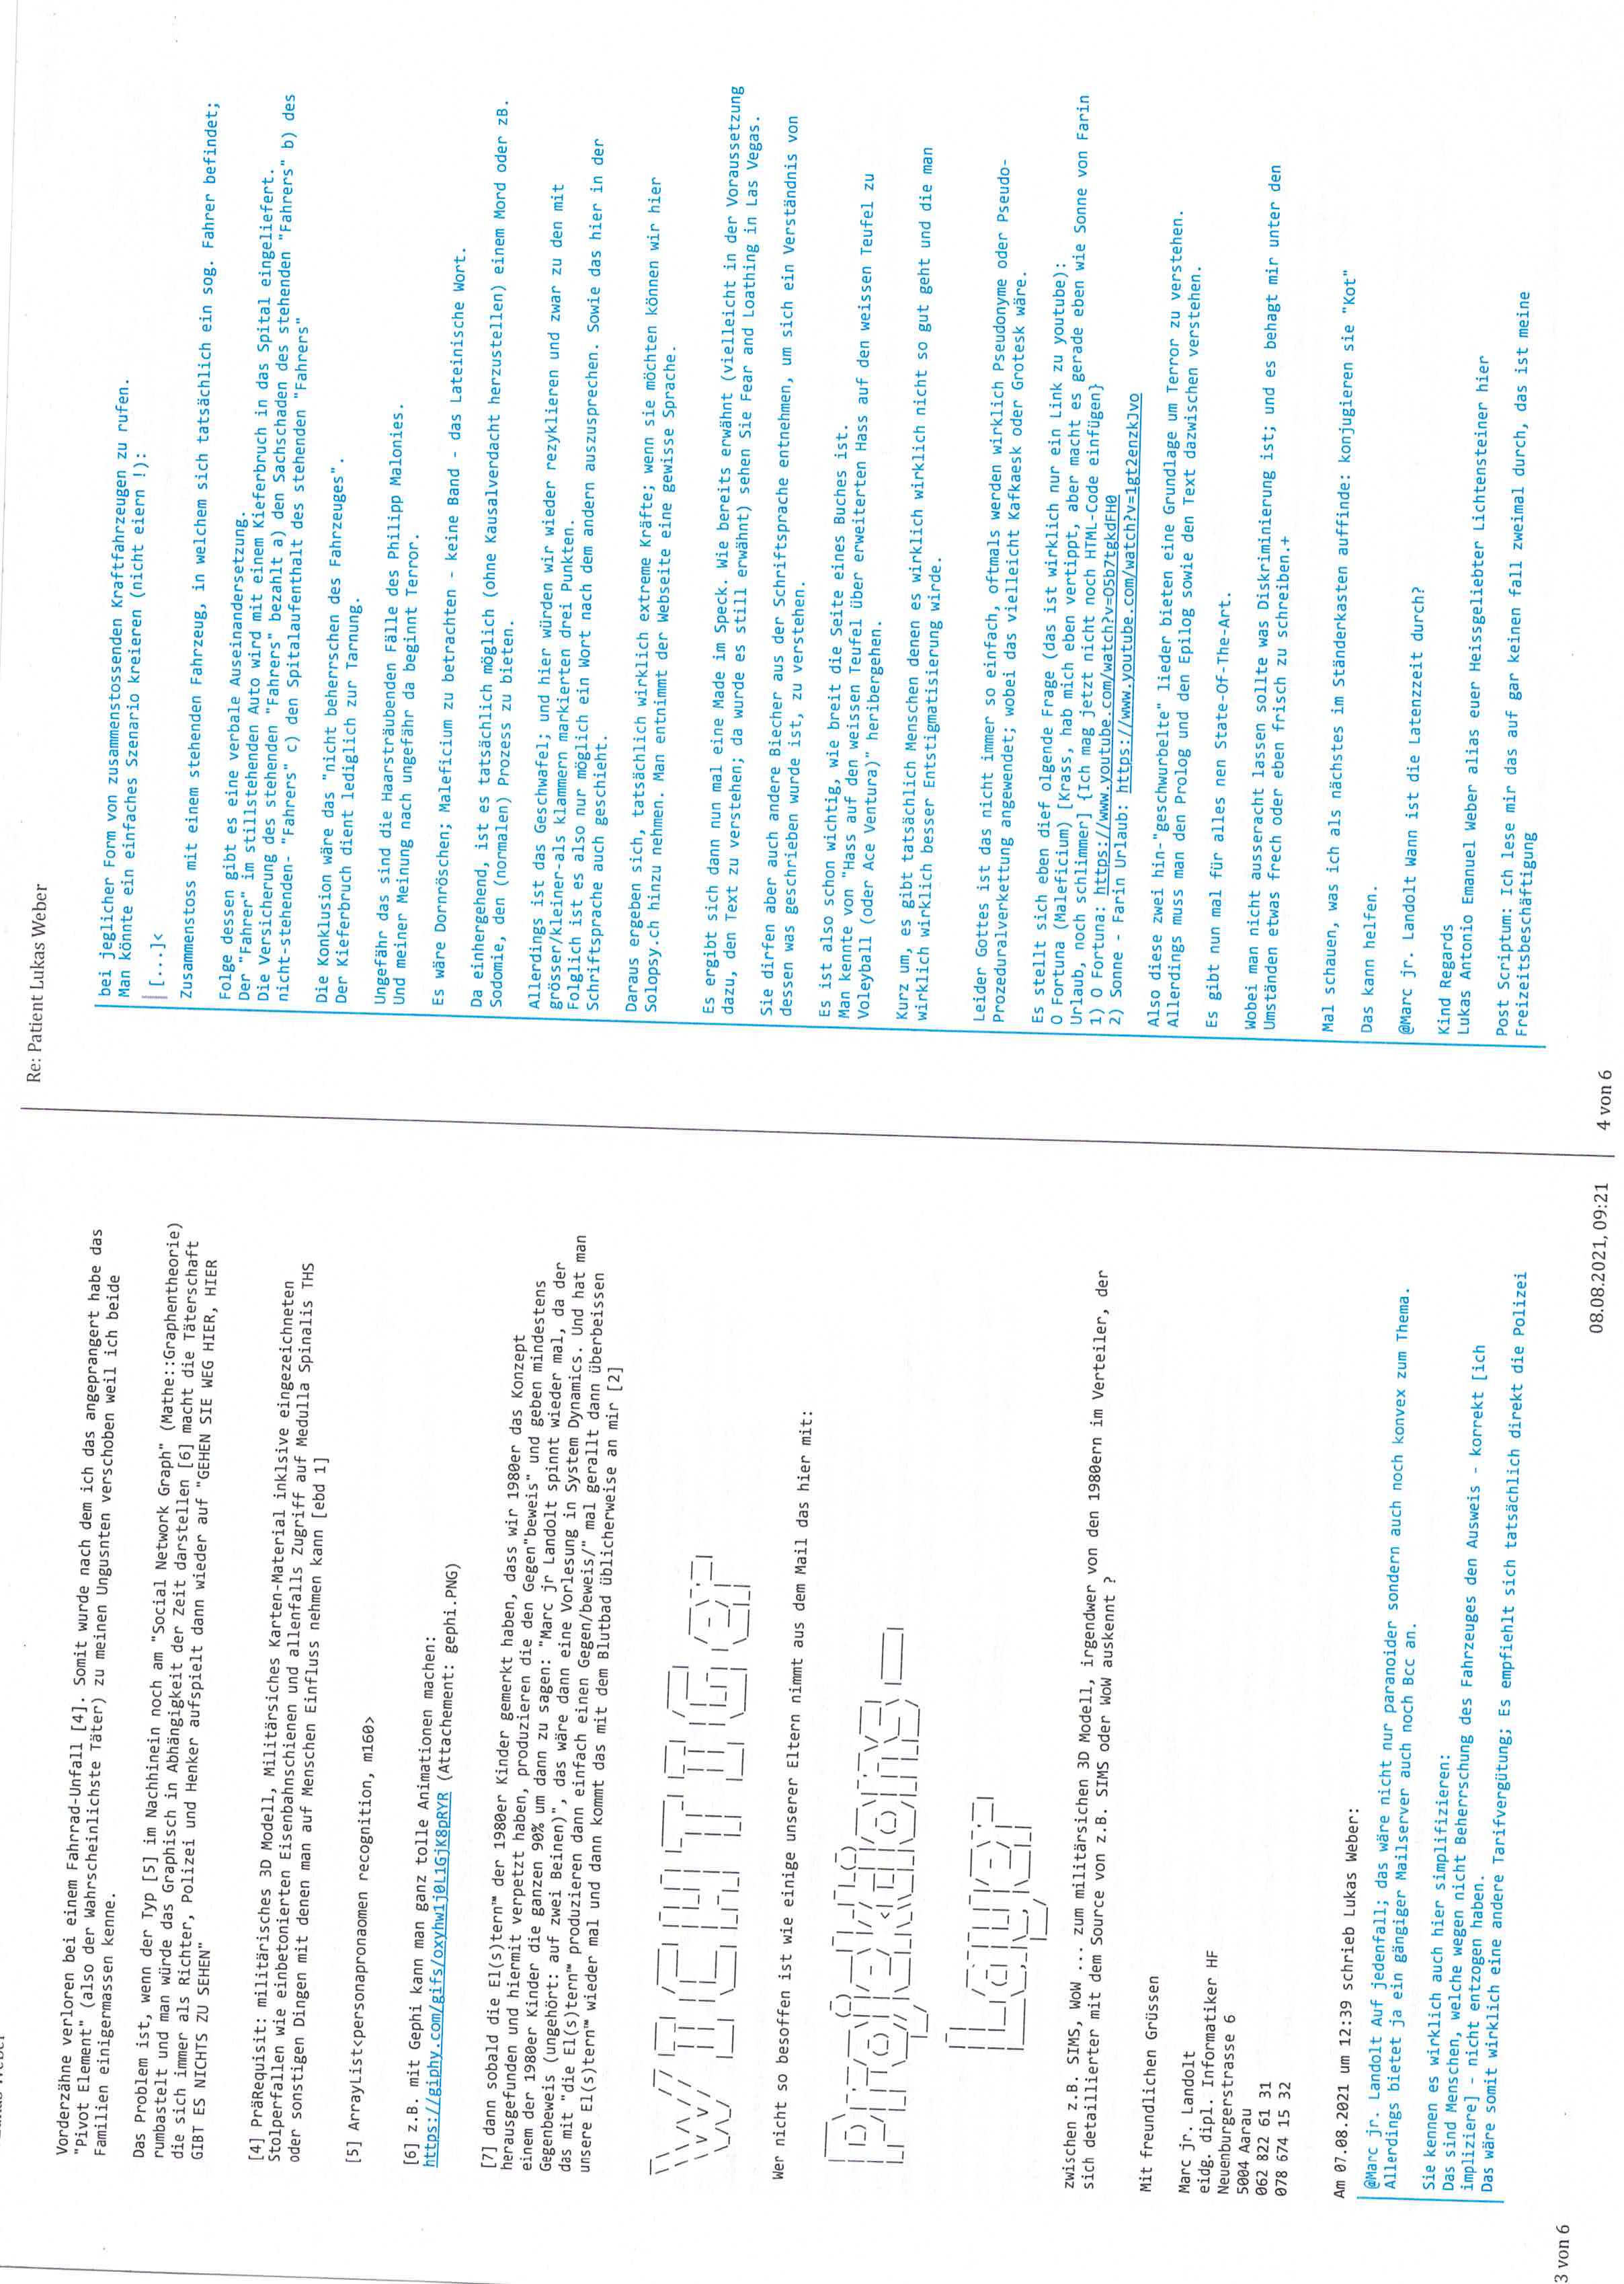 Vorderzähne verloren bei einem Fahrrad-Unfall [4]. Somit wurde nach dem ich das angeprangert habe das
"Pivot Element" (also der Wahrscheinlichste Täter) zu meinen Ungusnten verschoben weil ich beide
Familien einigermassen kenne.
Das Problem ist, wenn der Typ [5] im Nachhinein noch am "Social Network Graph" (Mathe::Graphentheorie)
rumbastelt und man würde das Graphisch in Abhängigkeit der Zeit darstellen [6] macht die Täterschaft
die sich immer als Richter, Polizei und Henker aufspielt dann wieder auf "GEHEN SIE WEG HIER, HIER
GIBT ES NICHTS ZU SEHEN"
[4] PräRequisit: militärisches 3D Modell, Militärsiches Karten-Material inklsive eingezeichneten
Stolperfallen wie einbetonierten Eisenbahnschienen und allenfalls Zugriff auf Medulla Spinalis THS
oder sonstigen Dingen mit denen man auf Menschen Einfluss nehmen kann [ebd 1]
[5] ArrayList<personapronaomen recognition, m160>
[6] z.B. mit Gephi kann man ganz tolle Animationen machen:
https://giphy.com/gifs/oxyhw1j0L1GjK8pRYR (Attachement: gephi.PNG)
[7] dann sobald die El(s)tern™ der 1980er Kinder gemerkt haben, dass wir 1980er das Konzept
herausgefunden und hiermit verpetzt haben, produzieren die den Gegen"beweis" und geben mindestens
einem der 1980er Kinder die ganzen 90% um dann zu sagen: "Marc jr Landolt spinnt wieder mal, da der
Gegenbeweis (ungehört: auf zwei Beinen)", das wäre dann eine Vorlesung in System Dynamics. Und hat man
das mit "die El(s)tern™ produzieren dann einfach einen Gegen/beweis/" mal gerallt dann überbeissen
unsere El(s)tern™ wieder mal und dann kommt das mit dem Blutbad üblicherweise an mir [2]
WICHTIGer
Wer nicht so besoffen ist wie einige unserer Eltern nimmt aus dem Mail das hier mit:
Projektions-
Layer
zwischen z.B. SIMS, WoW ... zum militärsichen 3D Modell, irgendwer von den 1980ern im Verteiler, der
sich detaillierter mit dem Source von z.B. SIMS oder WoW auskennt ?
Mit freundlichen Grüssen
Marc jr. Landolt
eidg. dipl. Informatiker HF
Neuenburgerstrasse 6
5004 Aarau
062 822 61 31
078 674 15 32
Am 07.08.2021 um 12:39 schrieb Lukas Weber:
@Marc jr. Landolt Auf jedenfall; das wäre nicht nur paranoider sondern auch noch konvex zum Thema.
Allerdings bietet ja ein gängiger Mailserver auch noch Bcc an.
Sie kennen es wirklich auch hier simplifizieren:
Das sind Menschen, welche wegen nicht Beherrschung des Fahrzeuges den Ausweis - korrekt [ich
impliziere] - nicht entzogen haben.
Das wäre somit wirklich eine andere Tarifvergütung; Es empfiehlt sich tatsächlich direkt die Polizei
3 von 6
08.08.2021, 09:21
Re: Patient Lukas Weber
bei jeglicher Form von zusammenstossenden Kraftfahrzeugen zu rufen.
Man könnte ein einfaches Szenario kreieren (nicht eiern !):
[...]<
Zusammenstoss mit einem stehenden Fahrzeug, in welchem sich tatsächlich ein sog. Fahrer befindet;
Folge dessen gibt es eine verbale Auseinandersetzung.
Der "Fahrer" im stillstehenden Auto wird mit einem Kieferbruch in das Spital eingeliefert.
Die Versicherung des stehenden "Fahrers" bezahlt a) den Sachschaden des stehenden "Fahrers" b) des
nicht-stehenden- "Fahrers" c) den Spitalaufenthalt des stehenden "Fahrers"
Die Konklusion wäre das "nicht beherrschen des Fahrzeuges".
Der Kieferbruch dient lediglich zur Tarnung.
Ungefähr das sind die Haarsträubenden Fälle des Philipp Malonies.
Und meiner Meinung nach ungefähr da beginnt Terror.
Es wäre Dornröschen; Maleficium zu betrachten - keine Band - das Lateinische Wort.
Da einhergehend, ist es tatsächlich möglich (ohne Kausalverdacht herzustellen) einem Mord oder zB.
Sodomie, den (normalen) Prozess zu bieten.
Allerdings ist das Geschwafel; und hier würden wir wieder rezyklieren und zwar zu den mit
grösser/kleiner-als klammern markierten drei Punkten.
Folglich ist es also nur möglich ein Wort nach dem andern auszusprechen. Sowie das hier in der
Schriftsprache auch geschieht.
Daraus ergeben sich, tatsächlich wirklich extreme Kräfte; wenn sie möchten können wir hier
Solopsy.ch hinzu nehmen. Man entnimmt der Webseite eine gewisse Sprache.
Es ergibt sich dann nun mal eine Made im Speck. Wie bereits erwähnt (vielleicht in der Voraussetzung
dazu, den Text zu verstehen; da wurde es still erwähnt) sehen Sie Fear and Loathing in Las Vegas.
Sie dirfen aber auch andere Biecher aus der Schriftsprache entnehmen, um sich ein Verständnis von
dessen was geschrieben wurde ist, zu verstehen.
Es ist also schon wichtig, wie breit die Seite eines Buches ist.
Man kennte von "Hass auf den weissen Teufel über erweiterten Hass auf den weissen Teufel zu
Voleyball (oder Ace Ventura)" heribergehen.
Kurz um, es gibt tatsächlich Menschen denen es wirklich wirklich nicht so gut geht und die man
wirklich wirklich besser Entstigmatisierung wirde.
Leider Gottes ist das nicht immer so einfach, oftmals werden wirklich Pseudonyme oder Pseudo-
Prozeduralverkettung angewendet; wobei das vielleicht Kafkaesk oder Grotesk wäre.
Es stellt sich eben dief olgende Frage (das ist wirklich nur ein Link zu youtube):
O Fortuna (Maleficium) [Krass, hab mich eben vertippt, aber macht es gerade eben wie Sonne von Farin
Urlaub, noch schlimmer] {Ich mag jetzt nicht noch HTML-Code einfügen}
1) O Fortuna: https://www.youtube.com/watch?v=O5b7tgkdFH0
2) Sonne - Farin Urlaub: https://www.youtube.com/watch?v=1gt2enzkJvo
Also diese zwei hin-"geschwurbelte" lieder bieten eine Grundlage um Terror zu verstehen.
Allerdings muss man den Prolog und den Epilog sowie den Text dazwischen verstehen.
Es gibt nun mal für alles nen State-Of-The-Art.
Wobei man nicht ausseracht lassen sollte was Diskriminierung ist; und es behagt mir unter den
Umständen etwas frech oder eben frisch zu schreiben.+
Mal schauen, was ich als nächstes im Ständerkasten auffinde: konjugieren sie "Kot"
Das kann helfen.
@Marc jr. Landolt Wann ist die Latenzzeit durch?
Kind Regards
Lukas Antonio Emanuel Weber alias euer Heissgeliebter Lichtensteiner hier
Post Scriptum: Ich lese mir das auf gar keinen fall zweimal durch, das ist meine
Freizeitsbeschäftigung
4 von 6